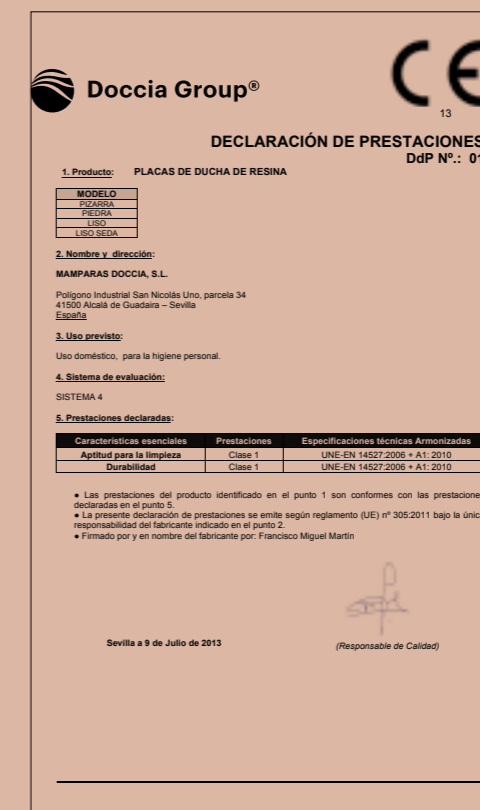 Doccia Group®
CE
13
DECLARACIÓN DE PRESTACIONES
DdP Nº.: 01
1. Producto: PLACAS DE DUCHA DE RESINA
MODELO
PIZARRA
PIEDRA
LISO
LISO SEDA
2. Nombre y dirección:
MAMPARAS DOCCIA, S.L.
Polígono Industrial San Nicolás Uno, parcela 34
41500 Alcalá de Guadaira – Sevilla
España
3. Uso previsto:
Uso doméstico, para la higiene personal.
4. Sistema de evaluación:
SISTEMA 4
5. Prestaciones declaradas:
Características esenciales Prestaciones Especificaciones técnicas Armonizadas
Aptitud para la limpieza Clase 1 UNE-EN 14527:2006 + A1: 2010
Durabilidad Clase 1 UNE-EN 14527:2006 + A1: 2010
● Las prestaciones del producto identificado en el punto 1 son conformes con las prestacione
declaradas en el punto 5.
● La presente declaración de prestaciones se emite según reglamento (UE) nº 305:2011 bajo la únic
responsabilidad del fabricante indicado en el punto 2.
● Firmado por y en nombre del fabricante por: Francisco Miguel Martín
Sevilla a 9 de Julio de 2013
(Responsable de Calidad)